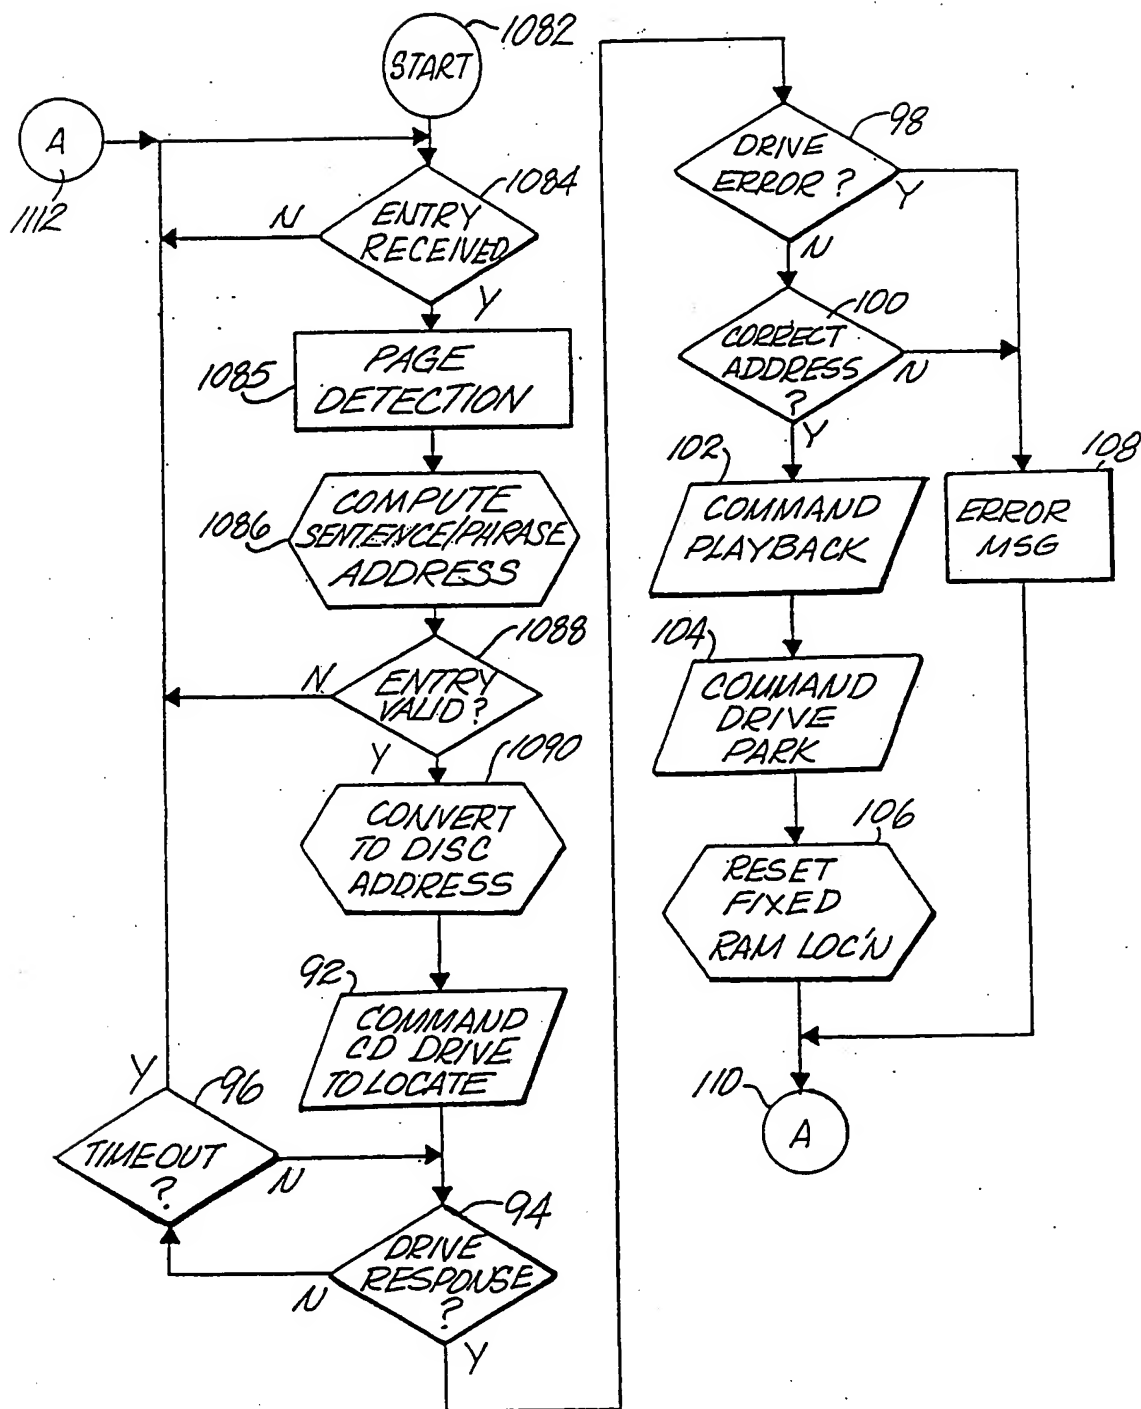 1082
START
A
1112
1084
ENTRY
RECEIVED
N
Y
1085
PAGE
DETECTION
1086
COMPUTE
SENTENCE/PHRASE
ADDRESS
1088
ENTRY
VALID?
N
Y
1090
CONVERT
TO DISC
ADDRESS
92
COMMAND
CD DRIVE
TO LOCATE
Y
96
TIMEOUT
?
N
94
DRIVE
RESPONSE
?
N
Y
98
DRIVE
ERROR?
Y
N
100
CORRECT
ADDRESS
?
N
Y
102
COMMAND
PLAYBACK
108
ERROR
MSG
104
COMMAND
DRIVE
PARK
106
RESET
FIXED
RAM LOC'N
110
A